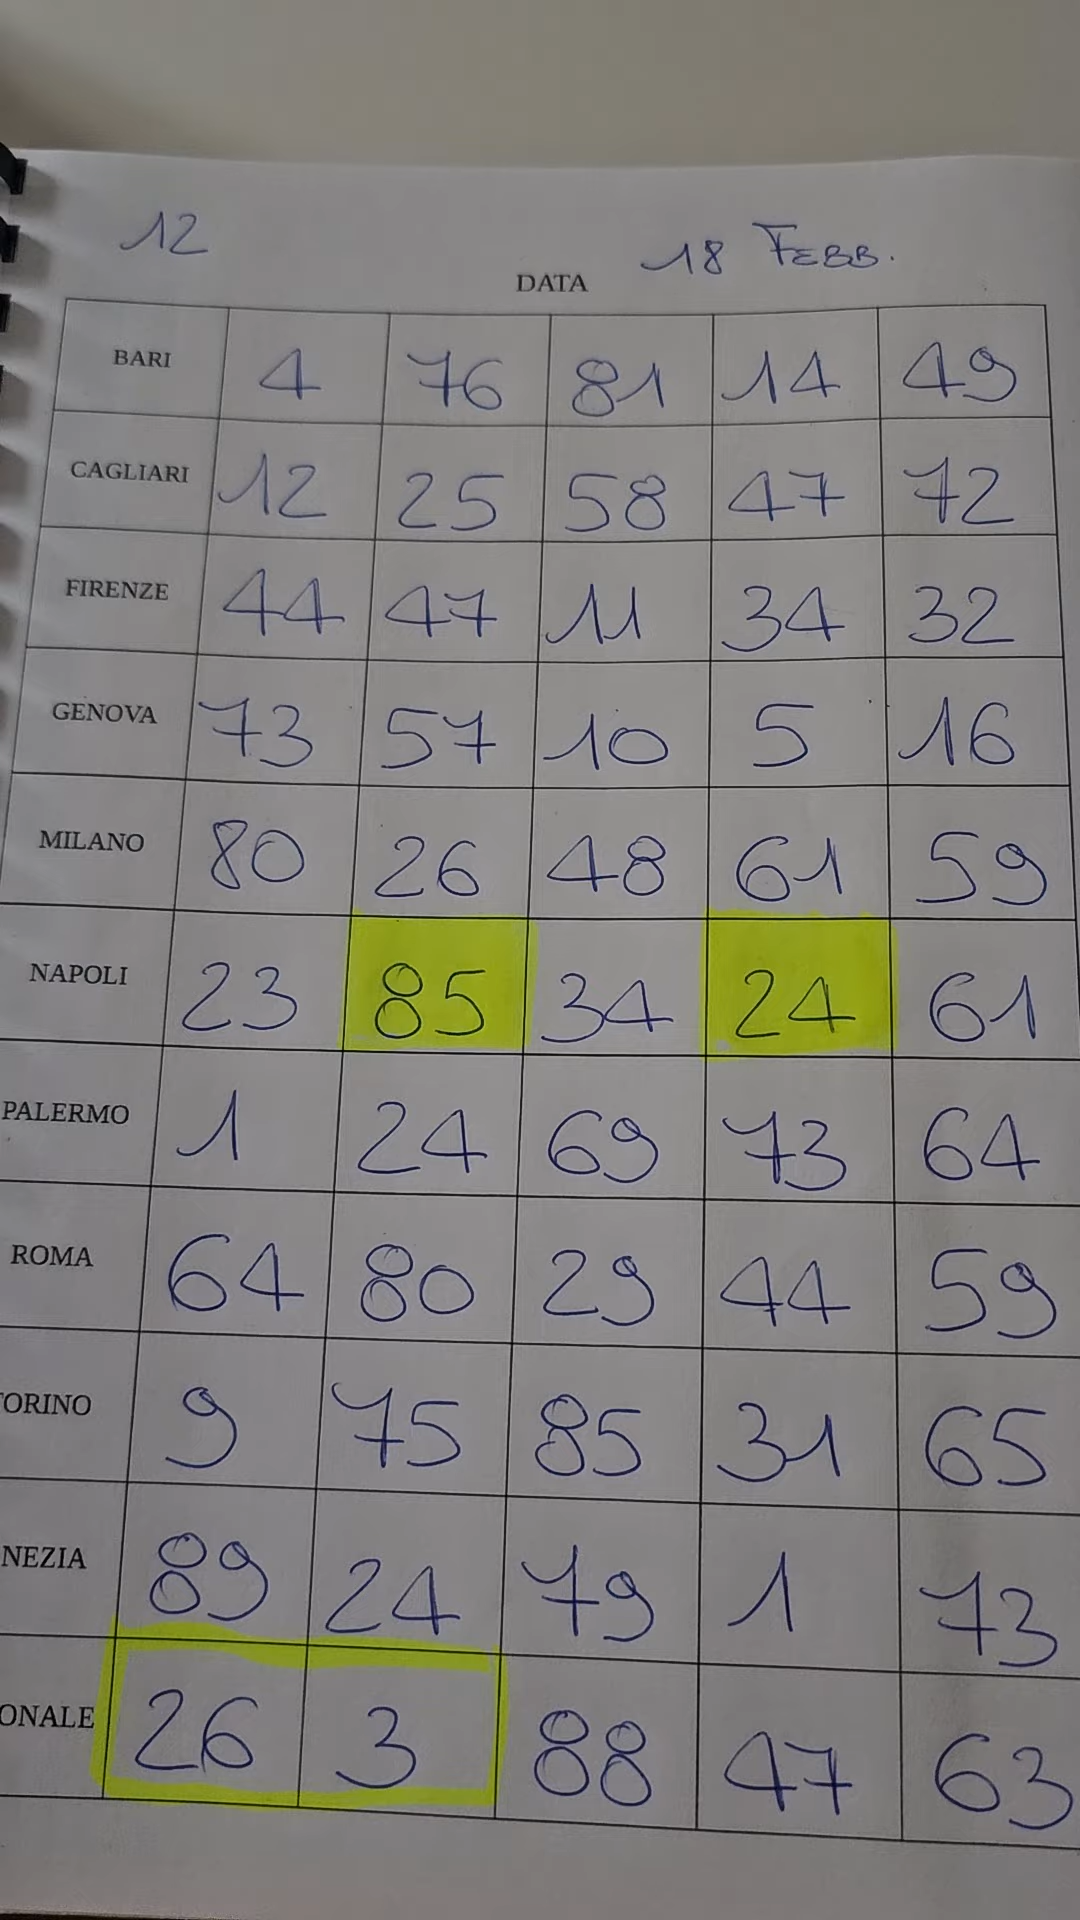 12 18 FEBB.
DATA
BARI 4 76 81 14 49
CAGLIARI 12 25 58 47 72
FIRENZE 44 47 11 34 32
GENOVA 73 57 10 5 16
MILANO 80 26 48 61 59
NAPOLI 23 85 34 24 61
PALERMO 1 24 69 73 64
ROMA 64 80 29 44 59
TORINO 9 75 85 31 65
NEZIA 89 24 79 1 73
ONALE 26 3 88 47 63